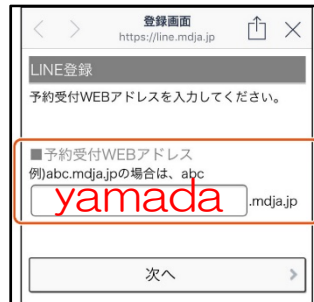 登録画面
https://line.mdja.jp
LINE登録
予約受付WEBアドレスを入力してください。
■予約受付WEBアドレス
例)abc.mdja.jpの場合は、abc
yamada .mdja.jp
次へ